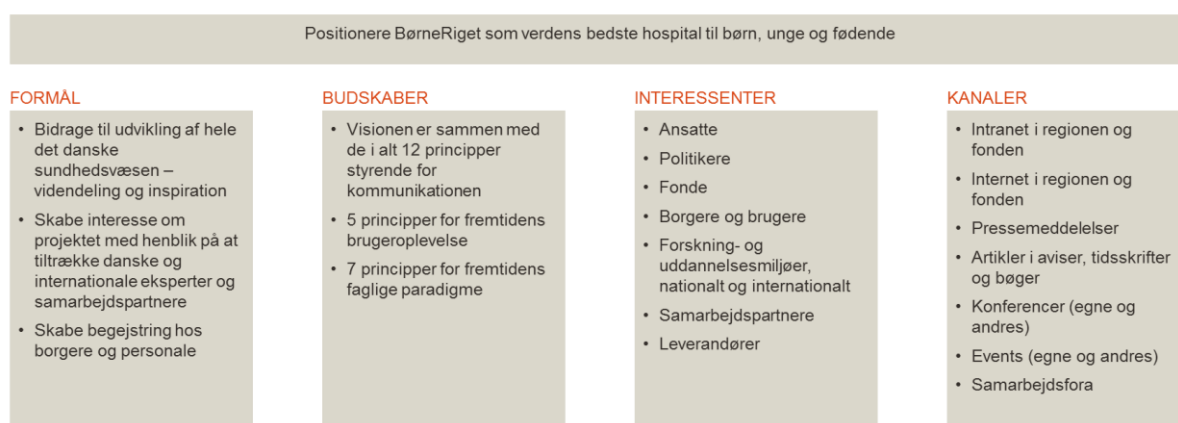 Positionere BørneRiget som verdens bedste hospital til børn, unge og fødende
FORMÅL
• Bidrage til udvikling af hele
det danske
sundhedsvæsen –
videndeling og inspiration
• Skabe interesse om
projektet med henblik på at
tiltrække danske og
internationale eksperter og
samarbejdspartnere
• Skabe begejstring hos
borgere og personale
BUDSKABER
• Visionen er sammen med
de i alt 12 principper
styrende for
kommunikationen
• 5 principper for fremtidens
brugeroplevelse
• 7 principper for fremtidens
faglige paradigme
INTERESSENTER
• Ansatte
• Politikere
• Fonde
• Borgere og brugere
• Forskning- og
uddannelsesmiljøer,
nationalt og internationalt
• Samarbejdspartnere
• Leverandører
KANALER
• Intranet i regionen og
fonden
• Internet i regionen og
fonden
• Pressemeddelelser
• Artikler i aviser, tidsskrifter
og bøger
• Konferencer (egne og
andres)
• Events (egne og andres)
• Samarbejdsfora